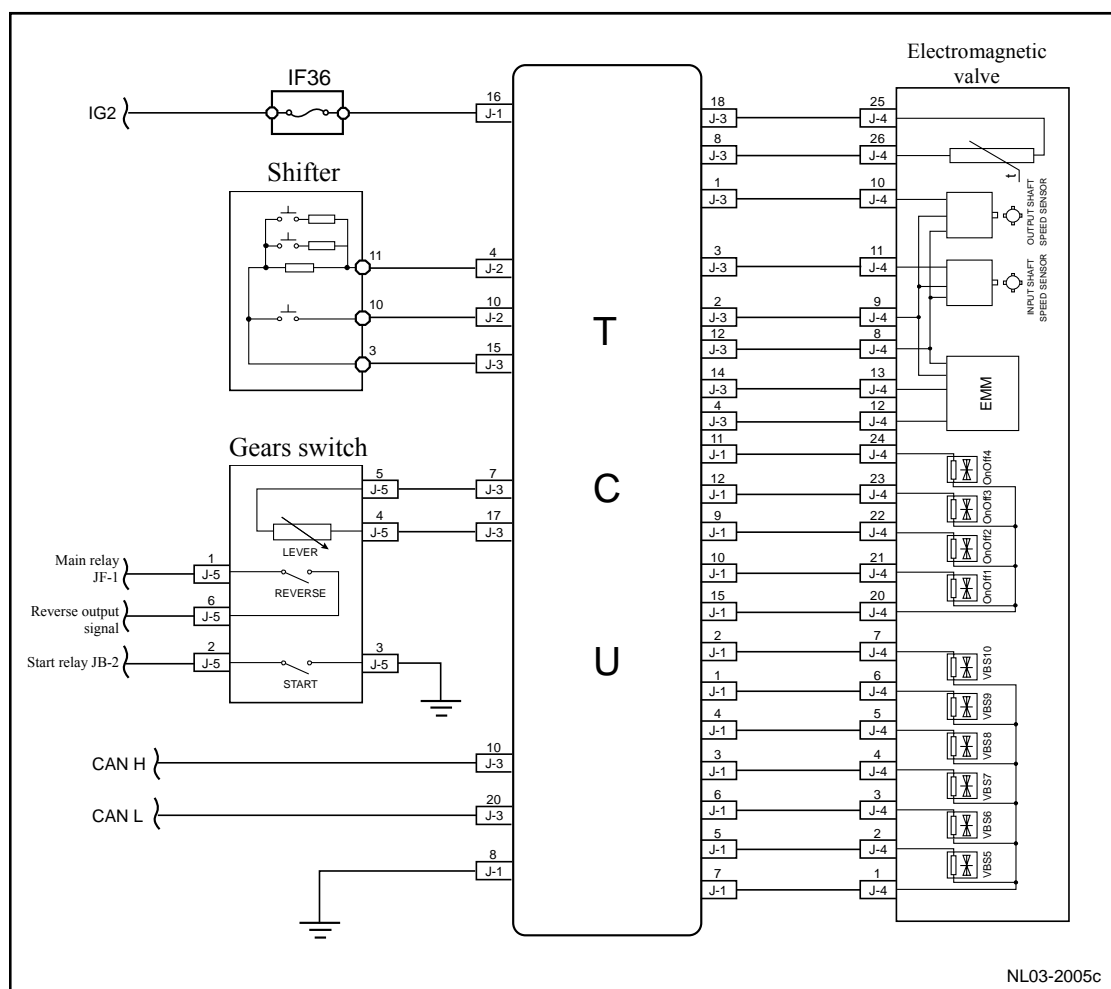 Electromagnetic
valve
IF36
IG2
16
J-1
Shifter
11
4
J-2
10
10
J-2
3
15
J-3
Gears switch
5
J-5
7
J-3
4
J-5
17
J-3
LEVER
Main relay
JF-1
1
J-5
REVERSE
Reverse output
signal
6
J-5
Start relay JB-2
2
J-5
3
J-5
START
CAN H
10
J-3
CAN L
20
J-3
8
J-1
T
C
U
18
J-3
25
J-4
8
J-3
26
J-4
t
1
J-3
10
J-4
OUTPUT SHAFT
SPEED SENSOR
3
J-3
11
J-4
INPUT SHAFT
SPEED SENSOR
2
J-3
9
J-4
12
J-3
8
J-4
14
J-3
13
J-4
EMM
4
J-3
12
J-4
11
J-1
24
J-4
OnOff4
12
J-1
23
J-4
OnOff3
9
J-1
22
J-4
OnOff2
10
J-1
21
J-4
OnOff1
15
J-1
20
J-4
2
J-1
7
J-4
VBS10
1
J-1
6
J-4
VBS9
4
J-1
5
J-4
VBS8
3
J-1
4
J-4
VBS7
6
J-1
3
J-4
VBS6
5
J-1
2
J-4
VBS5
7
J-1
1
J-4
NL03-2005c